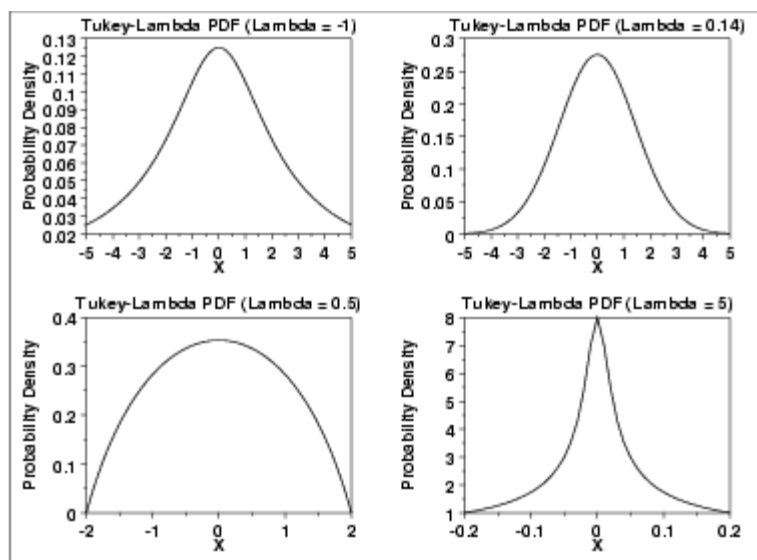 Tukey-Lambda PDF (Lambda = -1)
Probability Density
0.13
0.12
0.11
0.1
0.09
0.08
0.07
0.06
0.05
0.04
0.03
0.02
-5 -4 -3 -2 -1 0 1 2 3 4 5
X
Tukey-Lambda PDF (Lambda = 0.14)
Probability Density
0.3
0.25
0.2
0.15
0.1
0.05
0
-5 -4 -3 -2 -1 0 1 2 3 4 5
X
Tukey-Lambda PDF (Lambda = 0.5)
Probability Density
0.4
0.3
0.2
0.1
0
-2 -1 0 1 2
X
Tukey-Lambda PDF (Lambda = 5)
Probability Density
8
7
6
5
4
3
2
1
-0.2 -0.1 0 0.1 0.2
X